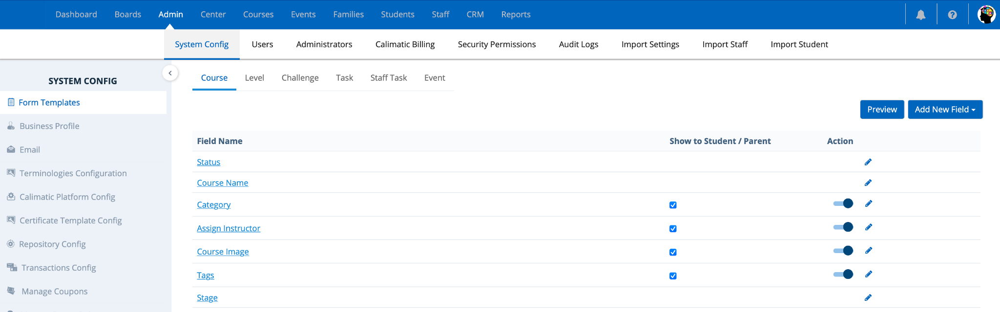 Dashboard Boards Admin Center Courses Events Families Students Staff CRM Reports
System Config Users Administrators Calimatic Billing Security Permissions Audit Logs Import Settings Import Staff Import Student
SYSTEM CONFIG
Form Templates
Business Profile
Email
Terminologies Configuration
Calimatic Platform Config
Certificate Template Config
Repository Config
Transactions Config
Manage Coupons
Course Level Challenge Task Staff Task Event
Preview Add New Field
Field Name Show to Student / Parent Action
Status
Course Name
Category
Assign Instructor
Course Image
Tags
Stage